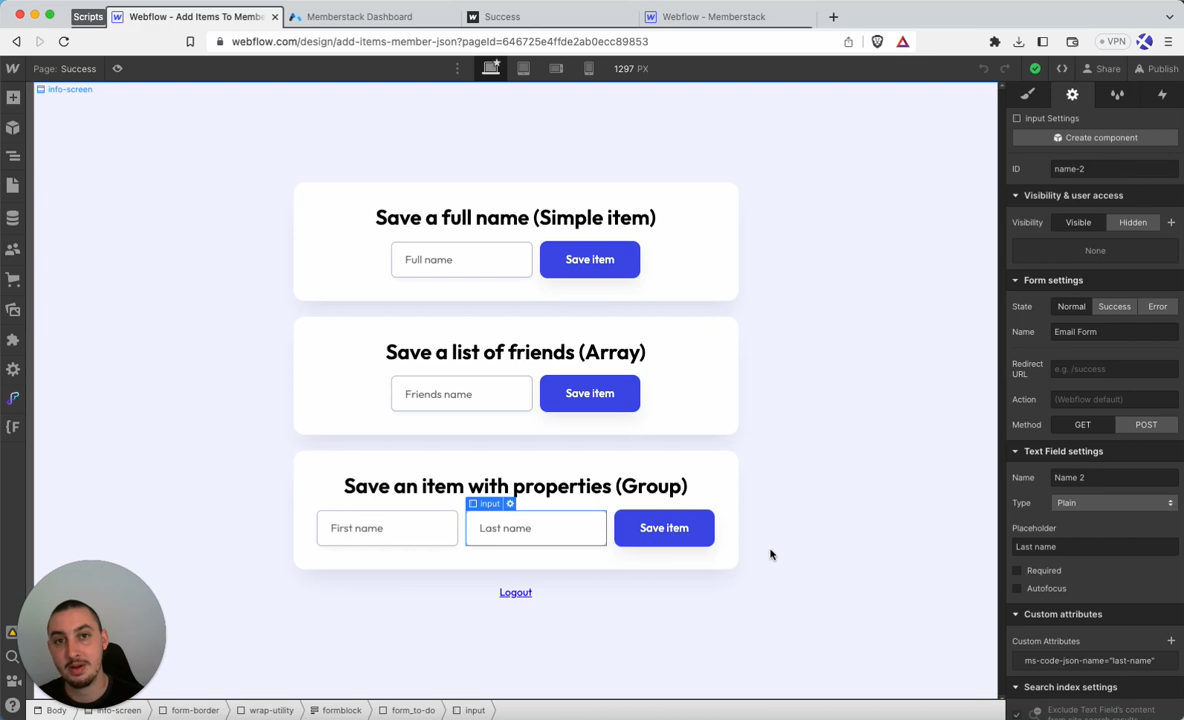 Scripts
Webflow - Add Items To Membe
Memberstack Dashboard
Success
Webflow - Memberstack
webflow.com/design/add-items-member-json?pageId=646725e4ffde2ab0ecc89853
VPN
Page: Success
1297 PX
Share
Publish
info-screen
Save a full name (Simple item)
Full name
Save item
Save a list of friends (Array)
Friends name
Save item
Save an item with properties (Group)
input
First name
Last name
Save item
Logout
input Settings
Create component
ID
name-2
Visibility & user access
Visibility
Visible
Hidden
None
Form settings
State
Normal
Success
Error
Name
Email Form
Redirect URL
e.g. /success
Action
(Webflow default)
Method
GET
POST
Text Field settings
Name
Name 2
Type
Plain
Placeholder
Last name
Required
Autofocus
Custom attributes
Custom Attributes
ms-code-json-name="last-name"
Search index settings
Exclude Text Field's content
Body
info-screen
form-border
wrap-utility
formblock
form_to-do
input